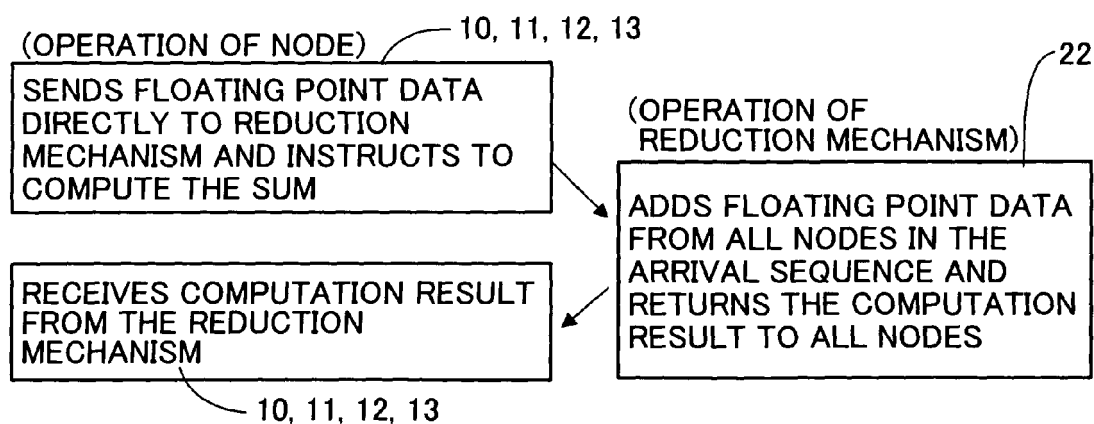 (OPERATION OF NODE)
10, 11, 12, 13
SENDS FLOATING POINT DATA
DIRECTLY TO REDUCTION
MECHANISM AND INSTRUCTS TO
COMPUTE THE SUM
22
(OPERATION OF
REDUCTION MECHANISM)
ADDS FLOATING POINT DATA
FROM ALL NODES IN THE
ARRIVAL SEQUENCE AND
RETURNS THE COMPUTATION
RESULT TO ALL NODES
RECEIVES COMPUTATION RESULT
FROM THE REDUCTION
MECHANISM
10, 11, 12, 13